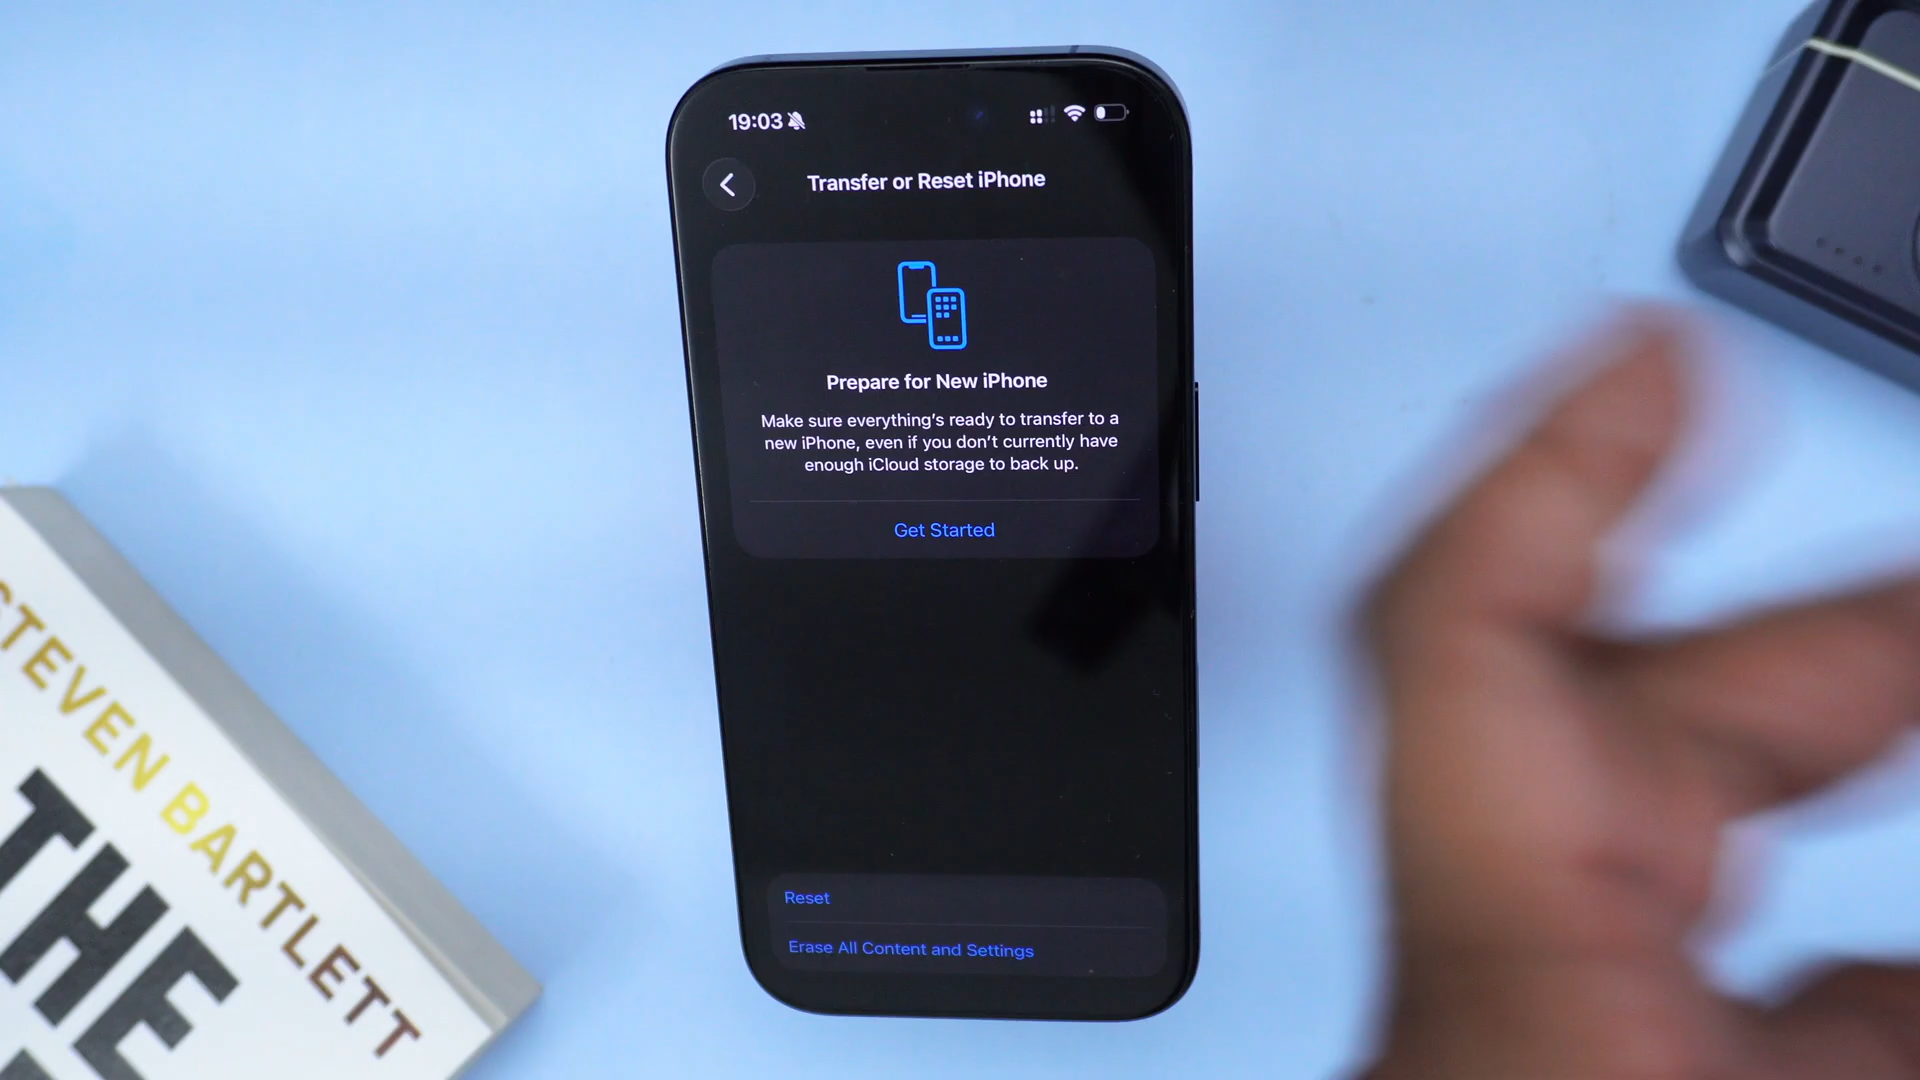 19:03
Transfer or Reset iPhone
Prepare for New iPhone
Make sure everything's ready to transfer to a
new iPhone, even if you don't currently have
enough iCloud storage to back up.
Get Started
Reset
Erase All Content and Settings
STEVEN BARTLETT
THE